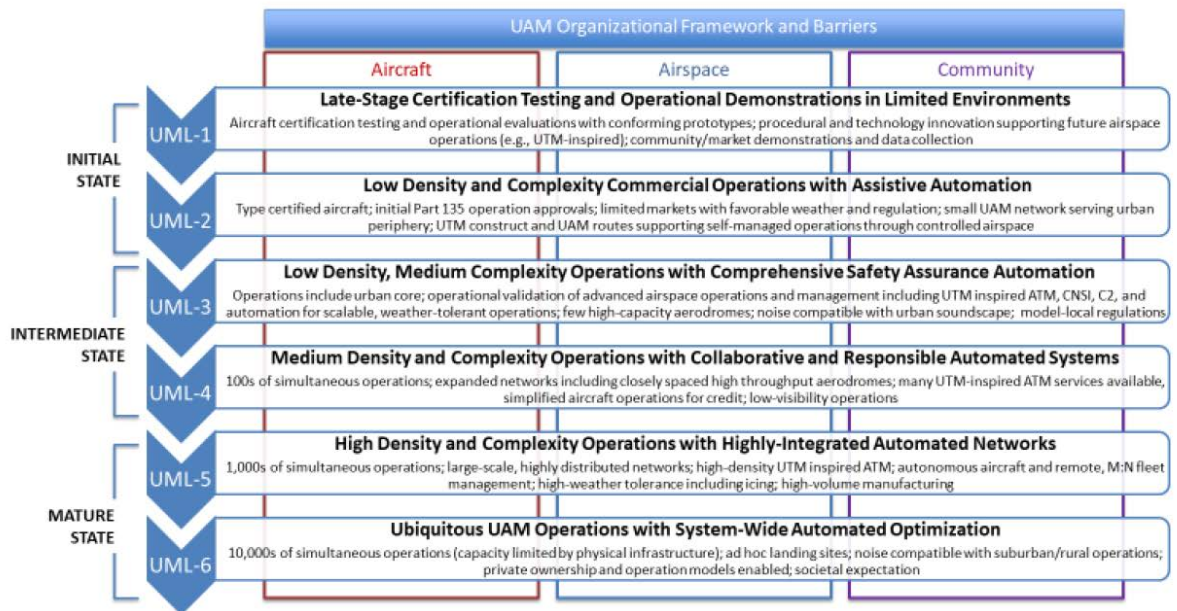 UAM Organizational Framework and Barriers
Aircraft
Airspace
Community
INITIAL
STATE
UML-1
Late-Stage Certification Testing and Operational Demonstrations in Limited Environments
Aircraft certification testing and operational evaluations with conforming prototypes; procedural and technology innovation supporting future airspace
operations (e.g., UTM-inspired); community/market demonstrations and data collection
UML-2
Low Density and Complexity Commercial Operations with Assistive Automation
Type certified aircraft; initial Part 135 operation approvals; limited markets with favorable weather and regulation; small UAM network serving urban
periphery; UTM construct and UAM routes supporting self-managed operations through controlled airspace
INTERMEDIATE
STATE
UML-3
Low Density, Medium Complexity Operations with Comprehensive Safety Assurance Automation
Operations include urban core; operational validation of advanced airspace operations and management including UTM inspired ATM, CNSI, C2, and
automation for scalable, weather-tolerant operations; few high-capacity aerodromes; noise compatible with urban soundscape; model-local regulations
UML-4
Medium Density and Complexity Operations with Collaborative and Responsible Automated Systems
100s of simultaneous operations; expanded networks including closely spaced high throughput aerodromes; many UTM-inspired ATM services available,
simplified aircraft operations for credit; low-visibility operations
MATURE
STATE
UML-5
High Density and Complexity Operations with Highly-Integrated Automated Networks
1,000s of simultaneous operations; large-scale, highly distributed networks; high-density UTM inspired ATM; autonomous aircraft and remote, M:N fleet
management; high-weather tolerance including icing; high-volume manufacturing
UML-6
Ubiquitous UAM Operations with System-Wide Automated Optimization
10,000s of simultaneous operations (capacity limited by physical infrastructure); ad hoc landing sites; noise compatible with suburban/rural operations;
private ownership and operation models enabled; societal expectation